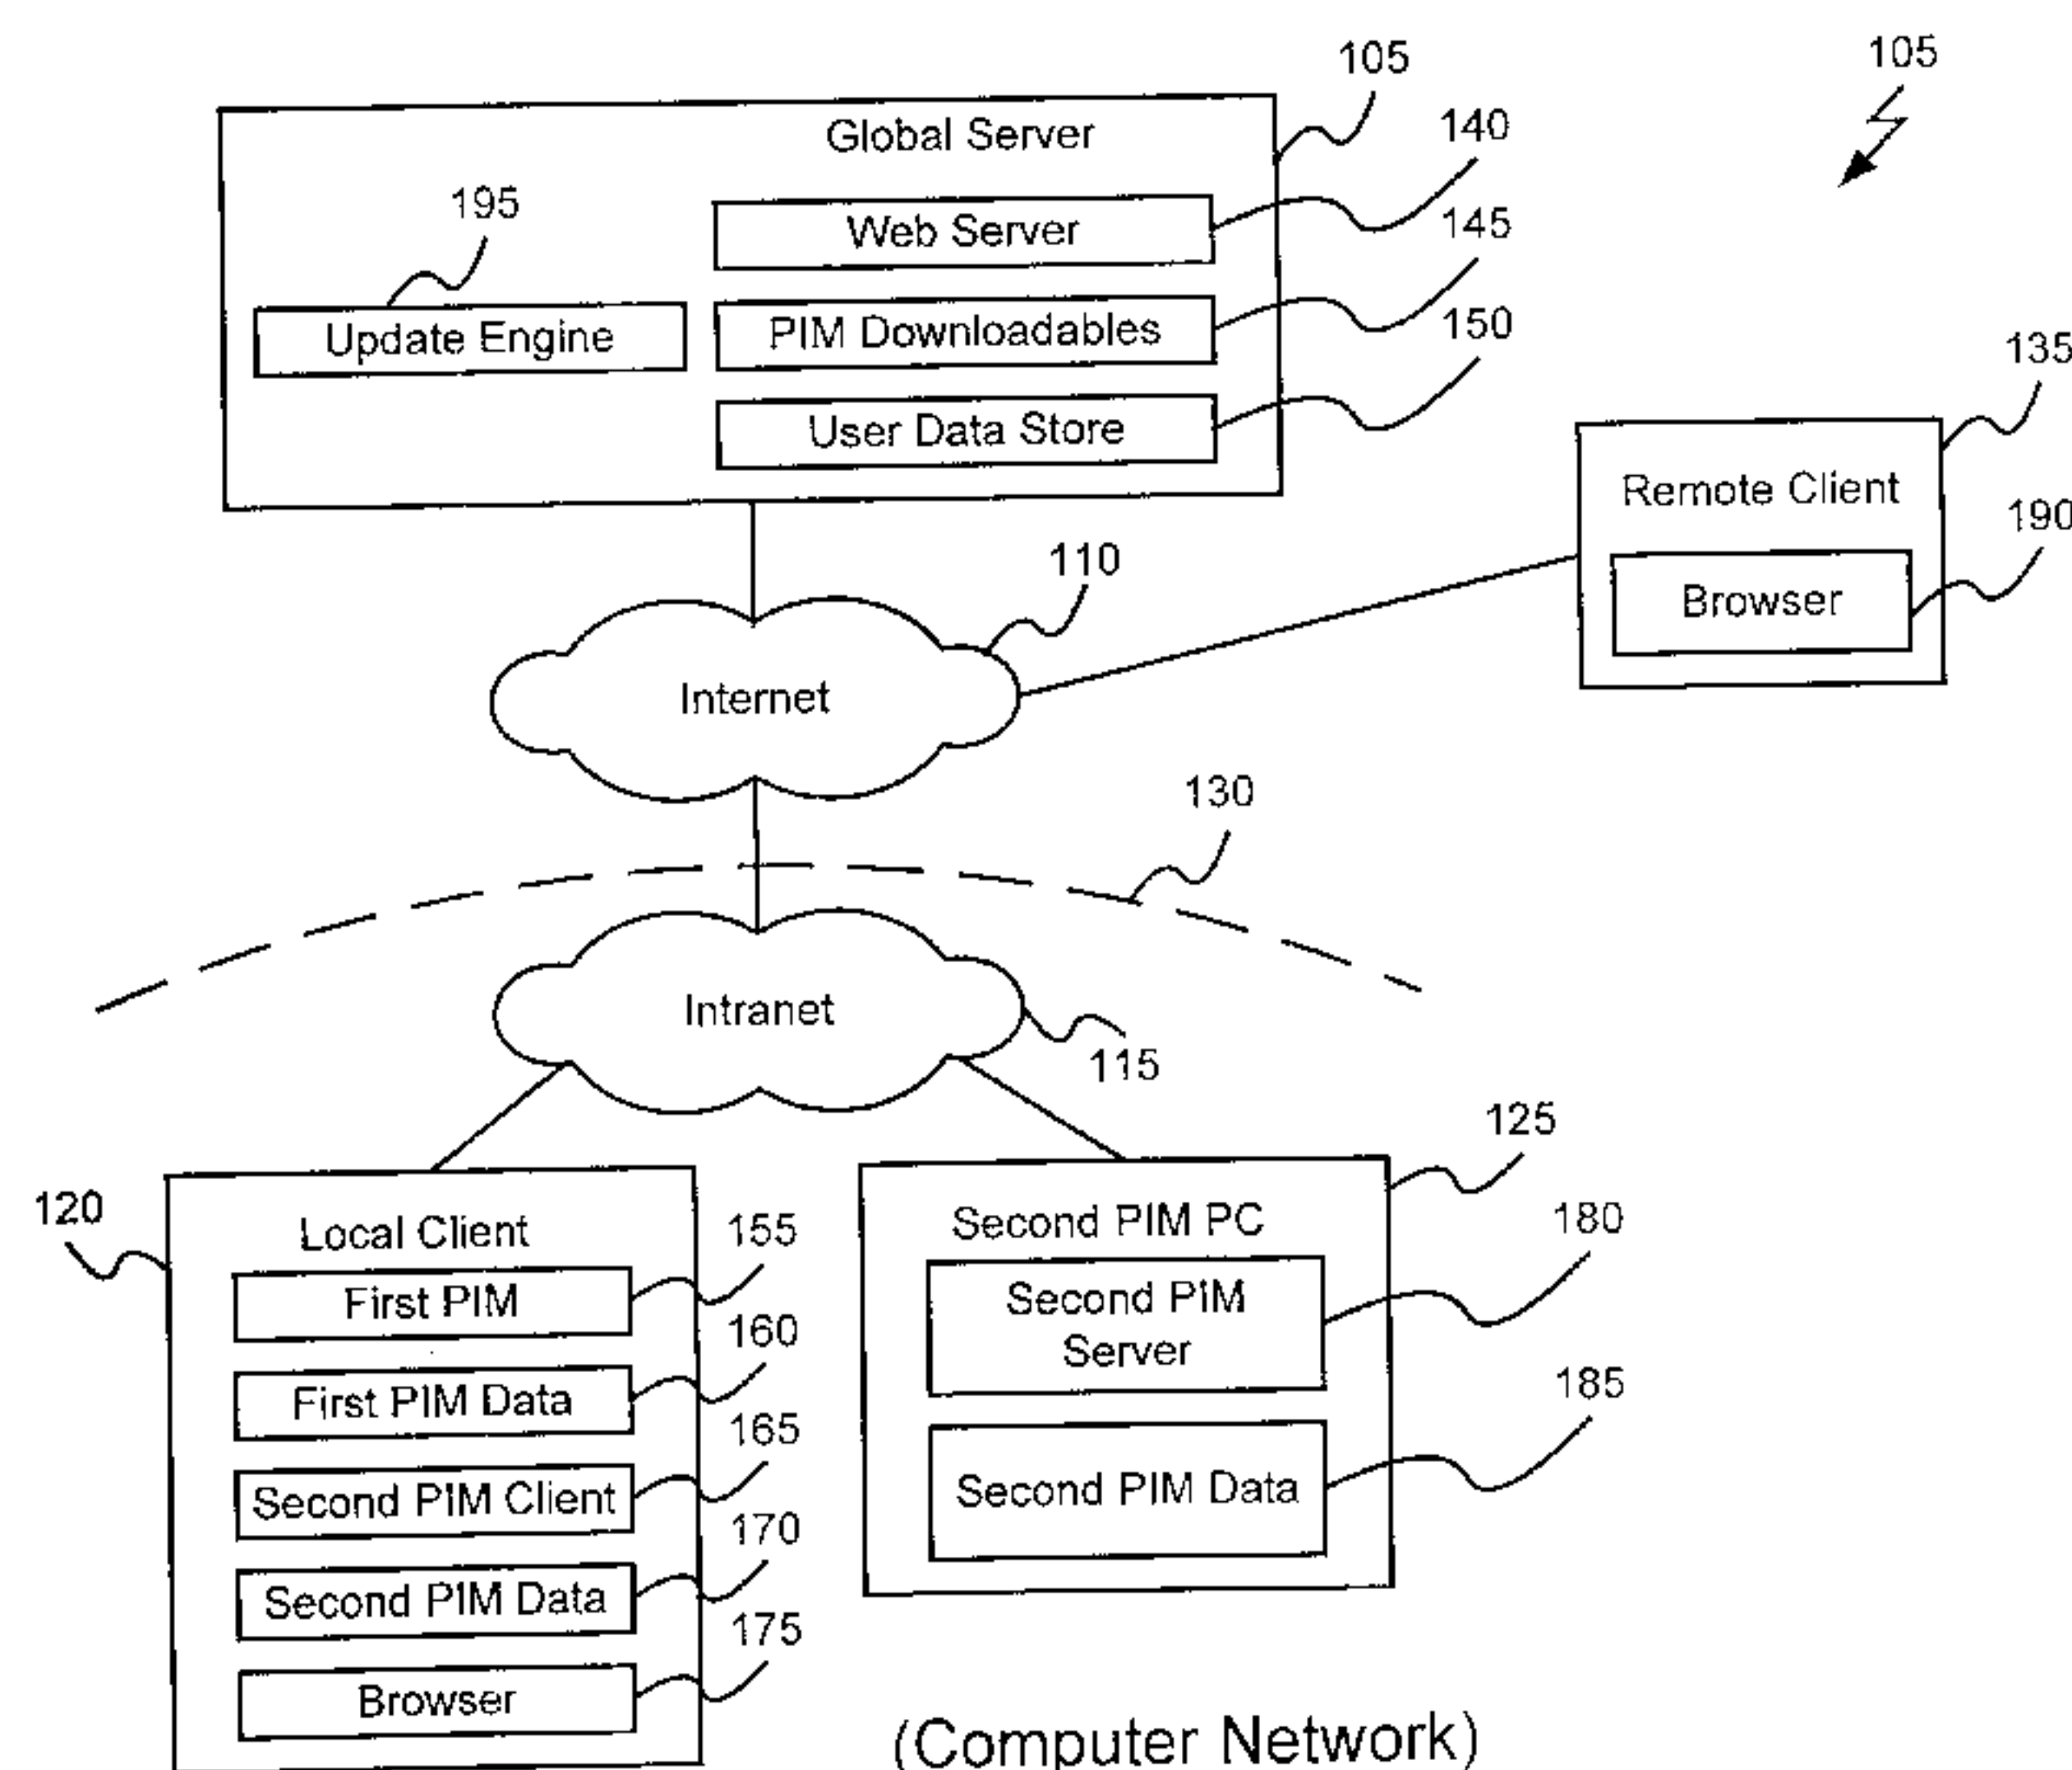 105
105
Global Server
140
195
Web Server
145
Update Engine
PIM Downloadables
150
User Data Store
135
Remote Client
190
Browser
110
Internet
130
Intranet
115
125
120
Local Client
155
First PIM
160
First PIM Data
165
Second PIM Client
170
Second PIM Data
175
Browser
Second PIM PC
180
Second PIM
Server
185
Second PIM Data
(Computer Network)